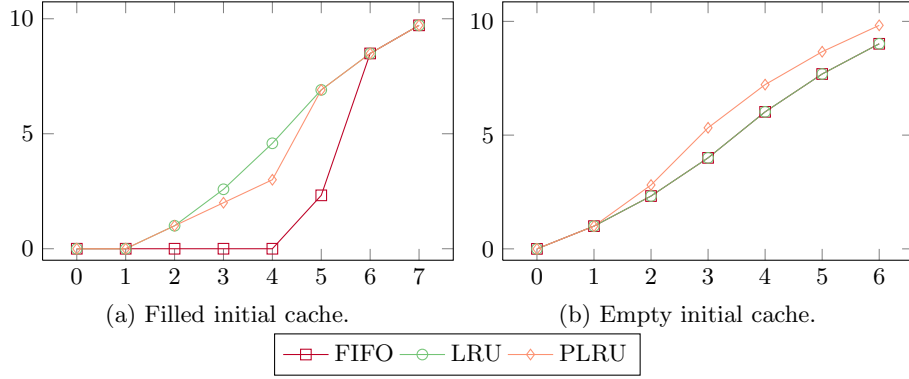 10
5
0
0 1 2 3 4 5 6 7
(a) Filled initial cache.
10
5
0
0 1 2 3 4 5 6
(b) Empty initial cache.
FIFO LRU PLRU